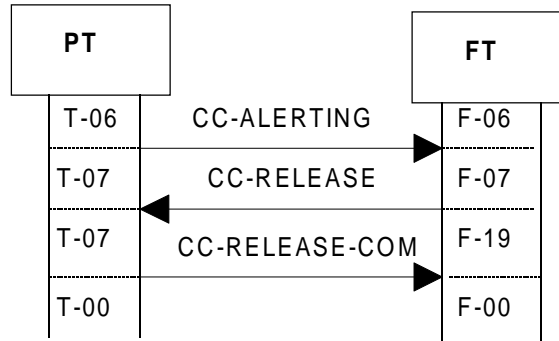 PT
FT
T-06 CC-ALERTING F-06
T-07 CC-RELEASE F-07
T-07 CC-RELEASE-COM F-19
T-00 F-00